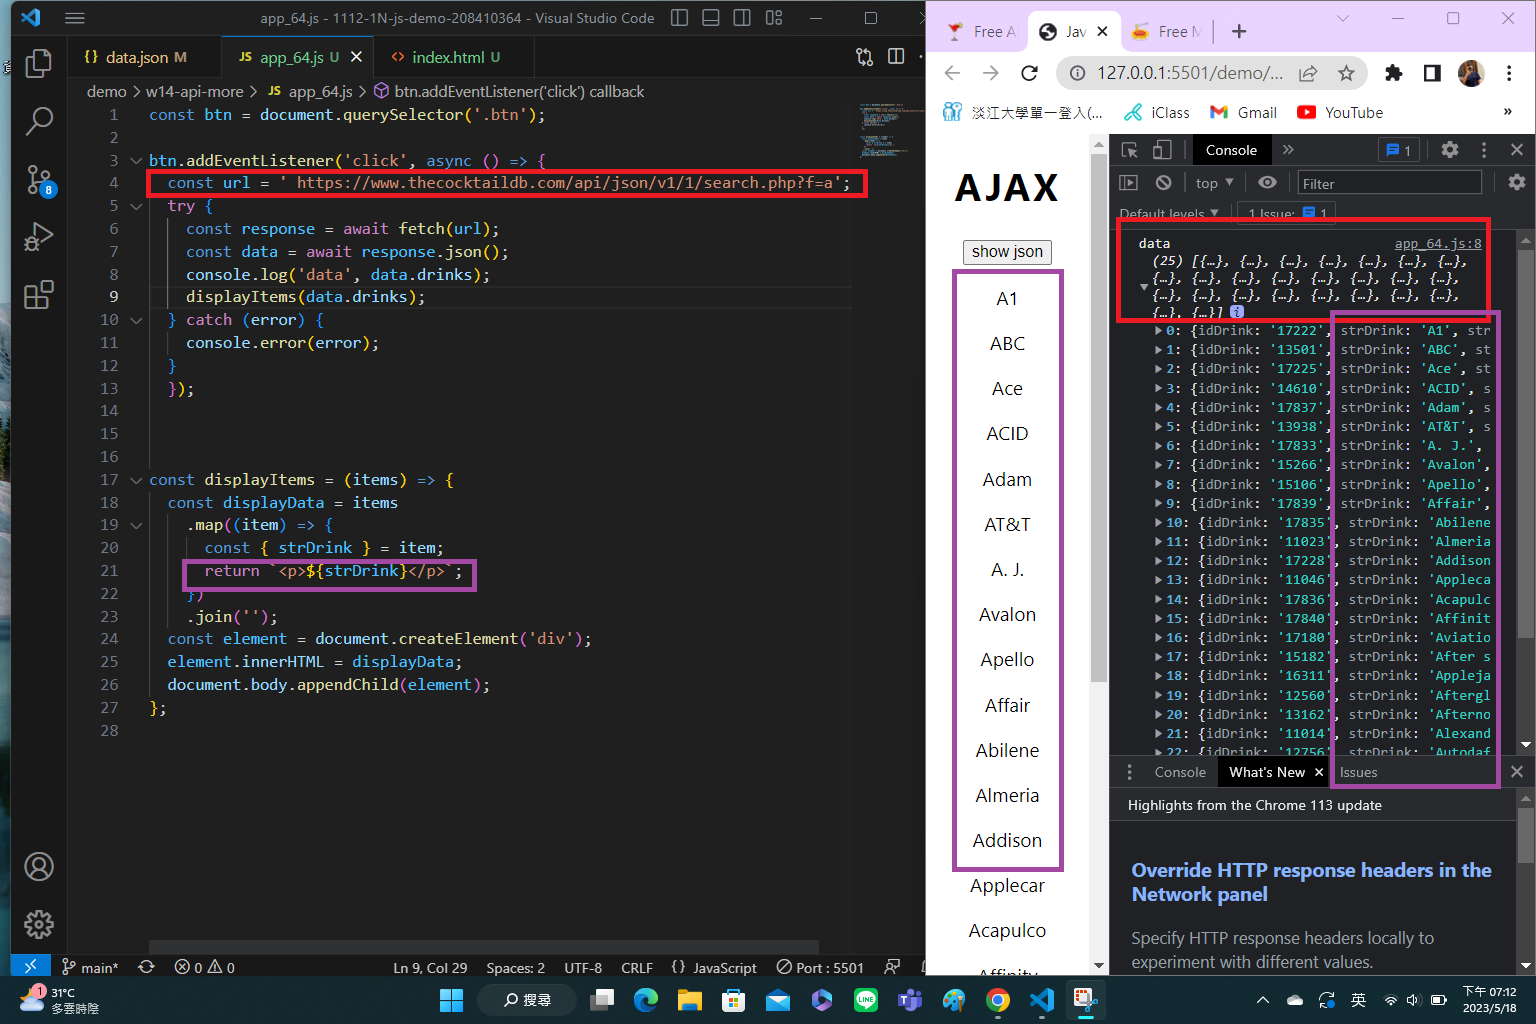 app_64.js - 1112-1N-js-demo-208410364 - Visual Studio Code
{} data.json M
JS app_64.js U
<> index.html U
demo > w14-api-more > JS app_64.js > btn.addEventListener('click') callback
1 const btn = document.querySelector('.btn');
2
3 btn.addEventListener('click', async () => {
4 const url = ' https://www.thecocktaildb.com/api/json/v1/1/search.php?f=a';
5 try {
6 const response = await fetch(url);
7 const data = await response.json();
8 console.log('data', data.drinks);
9 displayItems(data.drinks);
10 } catch (error) {
11 console.error(error);
12 }
13 });
14
15
16
17 const displayItems = (items) => {
18 const displayData = items
19 .map((item) => {
20 const { strDrink } = item;
21 return `<p>${strDrink}</p>`;
22 })
23 .join('');
24 const element = document.createElement('div');
25 element.innerHTML = displayData;
26 document.body.appendChild(element);
27 };
28
8
main*
0 0
Ln 9, Col 29
Spaces: 2
UTF-8
CRLF
{} JavaScript
Port : 5501
Free A
Jav
Free M
127.0.0.1:5501/demo/...
淡江大學單一登入(...
iClass
Gmail
YouTube
»
AJAX
show json
A1
ABC
Ace
ACID
Adam
AT&T
A. J.
Avalon
Apello
Affair
Abilene
Almeria
Addison
Applecar
Acapulco
Affinity
Console
»
1
top
Filter
Default levels
1 Issue: 1
data app_64.js:8
(25) [{…}, {…}, {…}, {…}, {…}, {…}, {…},
{…}, {…}, {…}, {…}, {…}, {…}, {…}, {…},
{…}, {…}, {…}, {…}, {…}, {…}, {…}, {…},
{…}, {…}] i
0: {idDrink: '17222', strDrink: 'A1', str
1: {idDrink: '13501', strDrink: 'ABC', st
2: {idDrink: '17225', strDrink: 'Ace', st
3: {idDrink: '14610', strDrink: 'ACID', s
4: {idDrink: '17837', strDrink: 'Adam', s
5: {idDrink: '13938', strDrink: 'AT&T', s
6: {idDrink: '17833', strDrink: 'A. J.',
7: {idDrink: '15266', strDrink: 'Avalon',
8: {idDrink: '15106', strDrink: 'Apello',
9: {idDrink: '17839', strDrink: 'Affair',
10: {idDrink: '17835', strDrink: 'Abilene
11: {idDrink: '11023', strDrink: 'Almeria
12: {idDrink: '17228', strDrink: 'Addison
13: {idDrink: '11046', strDrink: 'Appleca
14: {idDrink: '17836', strDrink: 'Acapulc
15: {idDrink: '17840', strDrink: 'Affinit
16: {idDrink: '17180', strDrink: 'Aviatio
17: {idDrink: '15182', strDrink: 'After s
18: {idDrink: '16311', strDrink: 'Appleja
19: {idDrink: '12560', strDrink: 'Aftergl
20: {idDrink: '13162', strDrink: 'Afterno
21: {idDrink: '11014', strDrink: 'Alexand
22: {idDrink: '12756', strDrink: 'Autodaf
Console
What's New
Issues
Highlights from the Chrome 113 update
Override HTTP response headers in the
Network panel
Specify HTTP response headers locally to
experiment with different values.
1
31°C
多雲時陰
搜尋
英
下午 07:12
2023/5/18